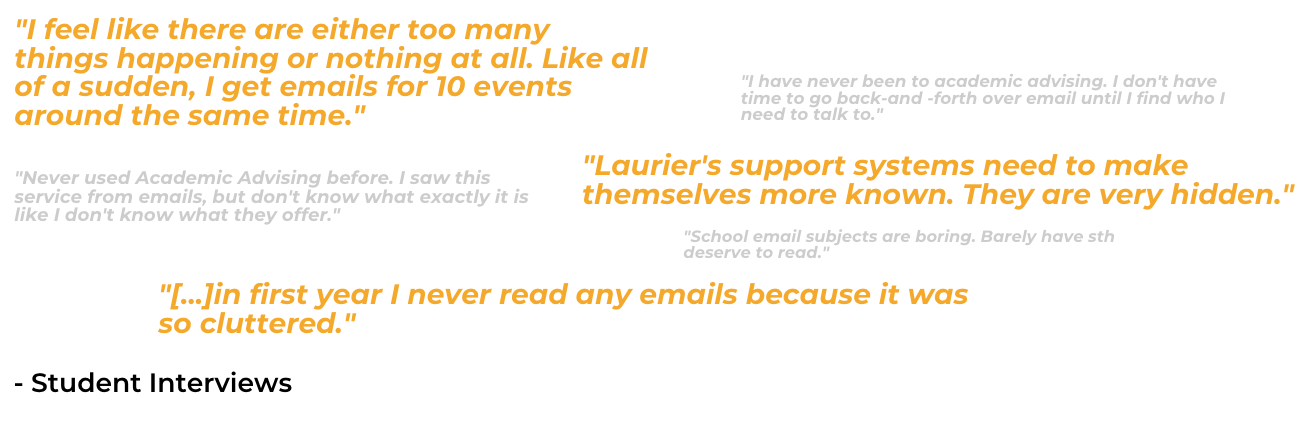 "I feel like there are either too many
things happening or nothing at all. Like all
of a sudden, I get emails for 10 events
around the same time."
"I have never been to academic advising. I don't have
time to go back-and -forth over email until I find who I
need to talk to."
"Laurier's support systems need to make
themselves more known. They are very hidden."
"Never used Academic Advising before. I saw this
service from emails, but don't know what exactly it is
like I don't know what they offer."
"School email subjects are boring. Barely have sth
deserve to read."
"[...]in first year I never read any emails because it was
so cluttered."
- Student Interviews